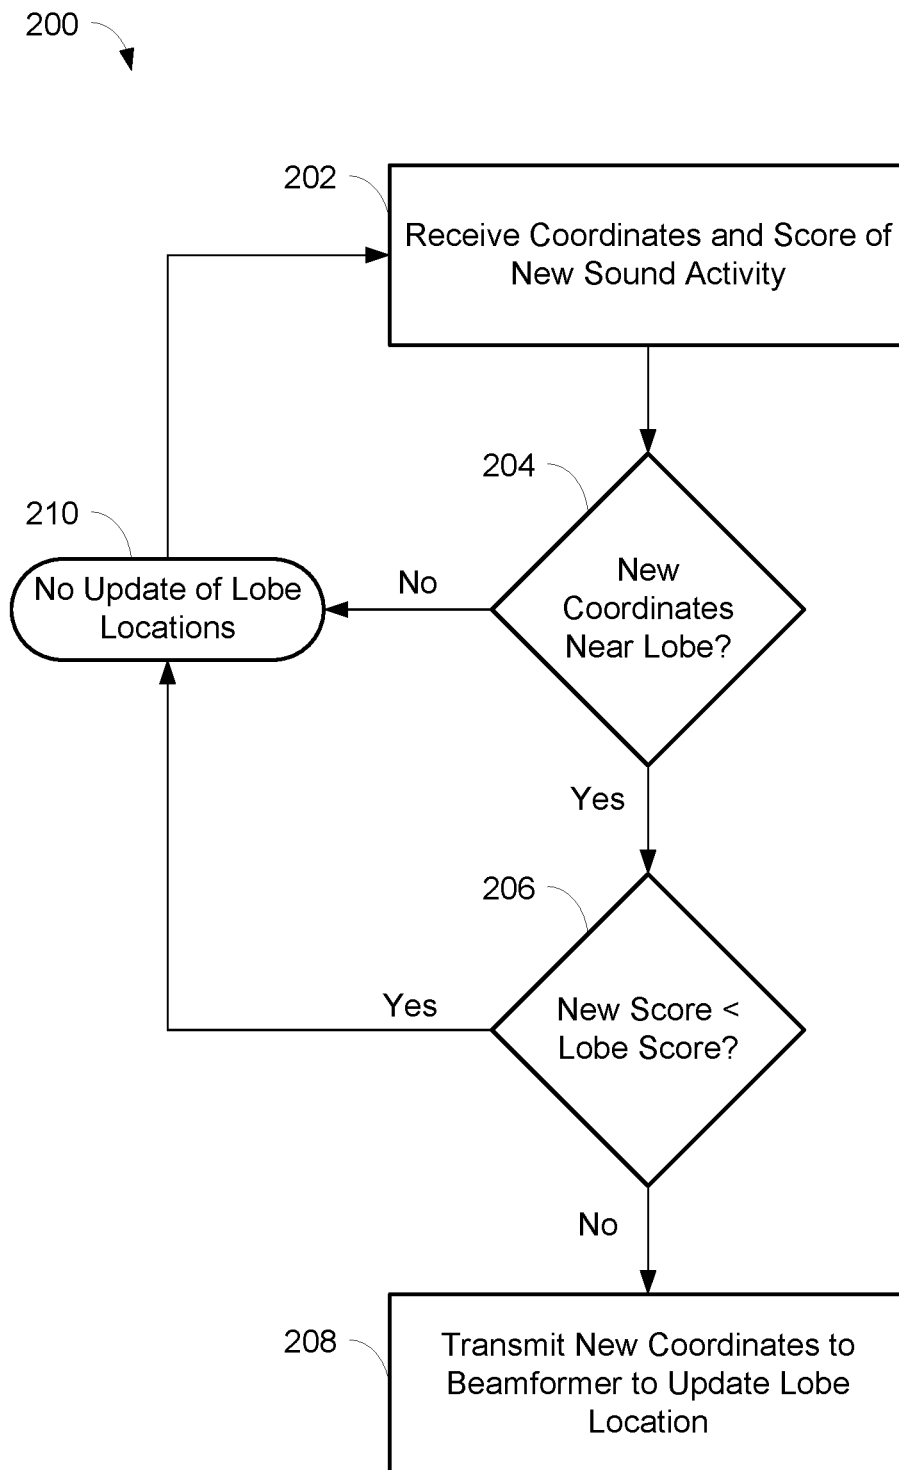 200
202
Receive Coordinates and Score of
New Sound Activity
204
New
Coordinates
Near Lobe?
No
210
No Update of Lobe
Locations
Yes
206
New Score <
Lobe Score?
Yes
No
208
Transmit New Coordinates to
Beamformer to Update Lobe
Location